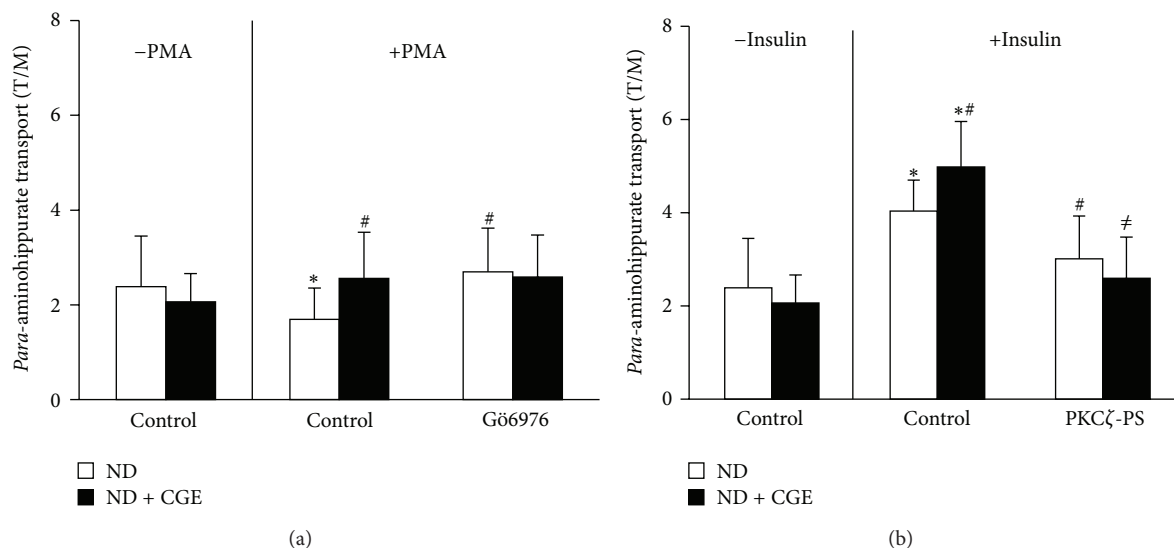 8
−PMA
+PMA
6
4
#
#
*
2
0
Para-aminohippurate transport (T/M)
Control
Control
Gö6976
ND
ND + CGE
(a)
8
−Insulin
+Insulin
6
*#
*
4
#
≠
2
0
Para-aminohippurate transport (T/M)
Control
Control
PKCζ-PS
ND
ND + CGE
(b)